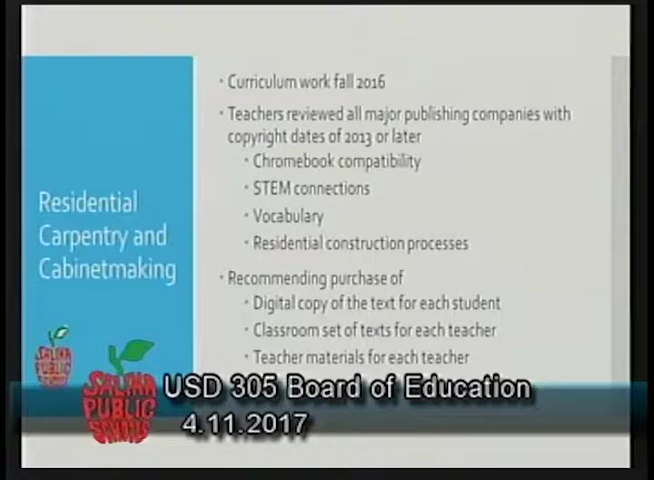 Residential
Carpentry and
Cabinetmaking
• Curriculum work fall 2016
• Teachers reviewed all major publishing companies with
copyright dates of 2013 or later
• Chromebook compatibility
• STEM connections
• Vocabulary
• Residential construction processes
• Recommending purchase of
• Digital copy of the text for each student
• Classroom set of texts for each teacher
• Teacher materials for each teacher
SALINA
PUBLIC
SALINA
PUBLIC
SCHOOLS
USD 305 Board of Education
4.11.2017